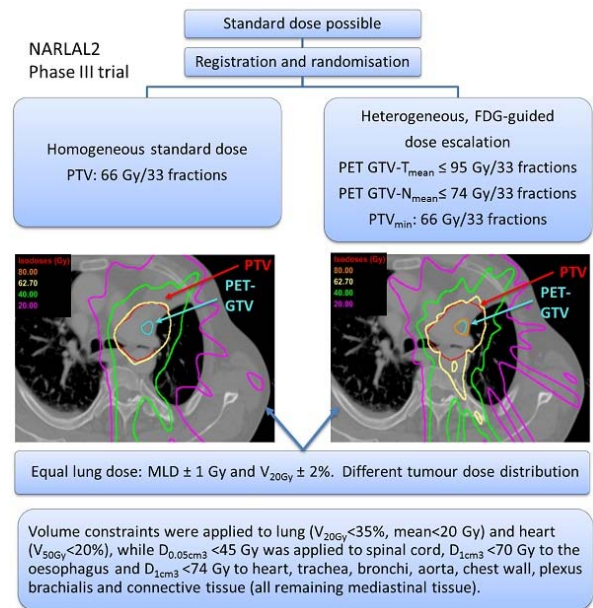 Standard dose possible
NARLAL2
Phase III trial
Registration and randomisation
Homogeneous standard dose
PTV: 66 Gy/33 fractions
Heterogeneous, FDG-guided
dose escalation
PET GTV-Tmean ≤ 95 Gy/33 fractions
PET GTV-Nmean≤ 74 Gy/33 fractions
PTVmin: 66 Gy/33 fractions
Isodoses (Gy)
80.00
62.70
40.00
20.00
PTV
PET-
GTV
Isodoses (Gy)
80.00
62.70
40.00
20.00
PTV
PET-
GTV
Equal lung dose: MLD ± 1 Gy and V20Gy ± 2%. Different tumour dose distribution
Volume constraints were applied to lung (V20Gy<35%, mean<20 Gy) and heart
(V50Gy<20%), while D0.05cm3 <45 Gy was applied to spinal cord, D1cm3 <70 Gy to the
oesophagus and D1cm3 <74 Gy to heart, trachea, bronchi, aorta, chest wall, plexus
brachialis and connective tissue (all remaining mediastinal tissue).